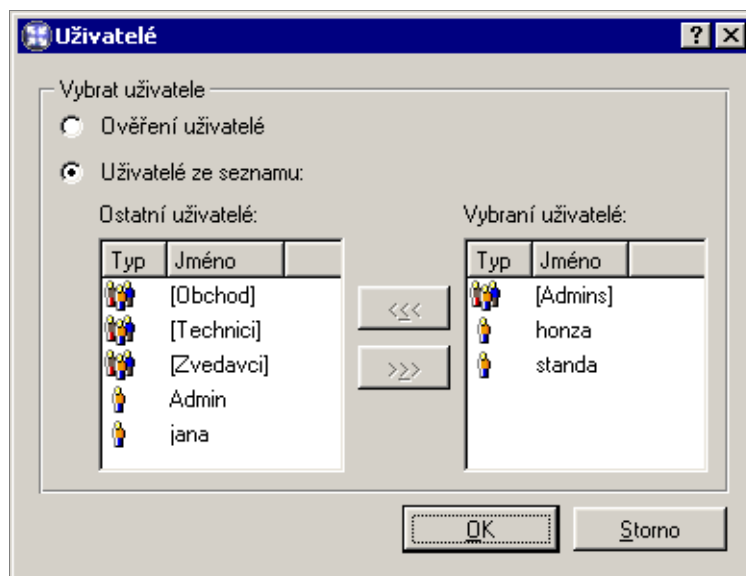 Uživatelé
Vybrat uživatele
Ověření uživatelé
Uživatelé ze seznamu:
Ostatní uživatelé:
Vybraní uživatelé:
Typ Jméno
Typ Jméno
[Obchod]
[Technici]
[Zvedavci]
Admin
jana
<<<
>>>
[Admins]
honza
standa
OK
Storno